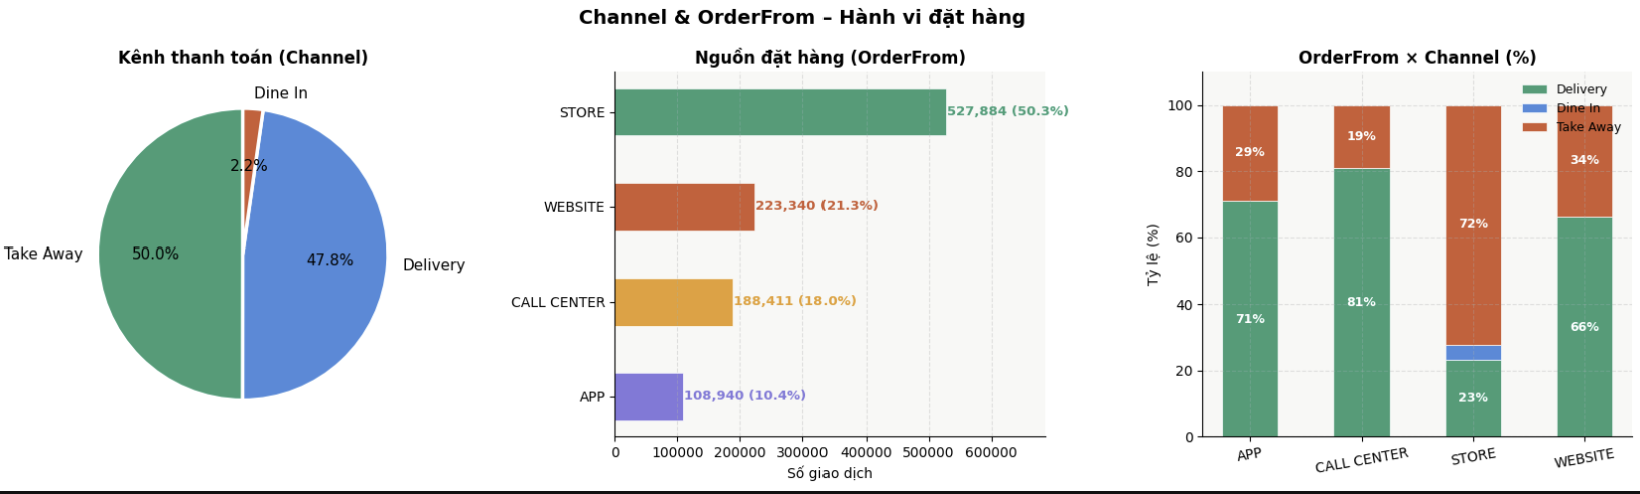 Channel & OrderFrom – Hành vi đặt hàng
Kênh thanh toán (Channel)
Dine In
2.2%
Take Away
50.0%
47.8%
Delivery
Nguồn đặt hàng (OrderFrom)
STORE
527,884 (50.3%)
WEBSITE
223,340 (21.3%)
CALL CENTER
188,411 (18.0%)
APP
108,940 (10.4%)
0 100000 200000 300000 400000 500000 600000
Số giao dịch
OrderFrom × Channel (%)
Delivery
Dine In
Take Away
Tỷ lệ (%)
100
80
60
40
20
0
29%
71%
19%
81%
72%
23%
34%
66%
APP CALL CENTER STORE WEBSITE